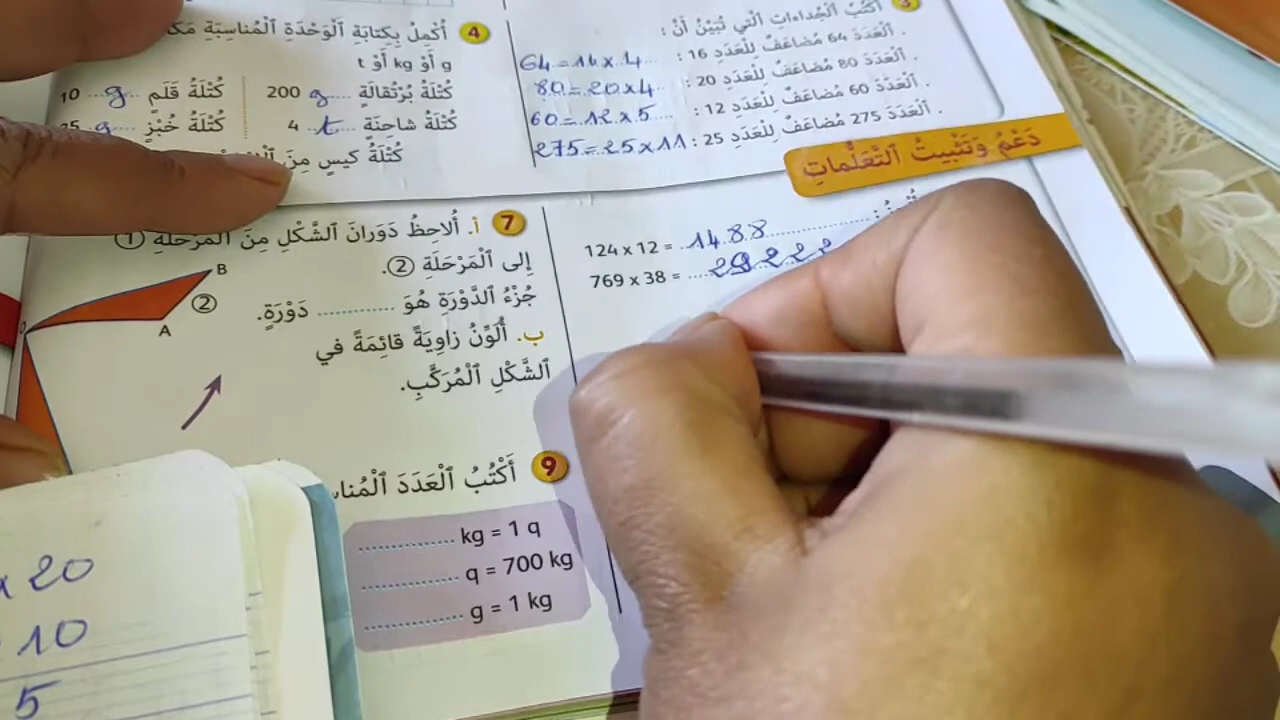 3 أَكْتُبُ ٱلْجُداءاتِ ٱلَّتي تُبَيِّنُ أَنَّ :
. ٱلْعَدَدَ 64 مُضاعَفٌ لِلْعَدَدِ 16 : 64 = 16 x 4
. ٱلْعَدَدَ 80 مُضاعَفٌ لِلْعَدَدِ 20 : 80 = 20 x 4
. ٱلْعَدَدَ 60 مُضاعَفٌ لِلْعَدَدِ 12 : 60 = 12 x 5
. ٱلْعَدَدَ 275 مُضاعَفٌ لِلْعَدَدِ 25 : 275 = 25 x 11
4 أُكْمِلُ بِكِتابَةِ ٱلْوَحْدَةِ ٱلْمُناسِبَةِ
g أَوْ kg أَوْ t
كُتْلَةُ بُرْتُقالَةٍ g 200
كُتْلَةُ قَلَمٍ g 10
كُتْلَةُ شاحِنَةٍ t 4
كُتْلَةُ خُبْزٍ g
كُتْلَةُ كيسٍ مِنَ
دَعْمُ وَتَثْبيتُ ٱلتَّعَلُّماتِ
124 x 12 = 1488
769 x 38 = 29222
7 أ. أُلاحِظُ دَوَرانَ ٱلشَّكْلِ مِنَ ٱلْمَرْحَلَةِ ①
إِلى ٱلْمَرْحَلَةِ ②.
جُزْءُ ٱلدَّوْرَةِ هُوَ ............ دَوْرَةٍ.
ب. أُلَوِّنُ زاوِيَةً قائِمَةً في
ٱلشَّكْلِ ٱلْمُرَكَّبِ.
B
②
A
9 أَكْتُبُ ٱلْعَدَدَ
............ kg = 1 q
............ q = 700 kg
............ g = 1 kg
x 20
10
5